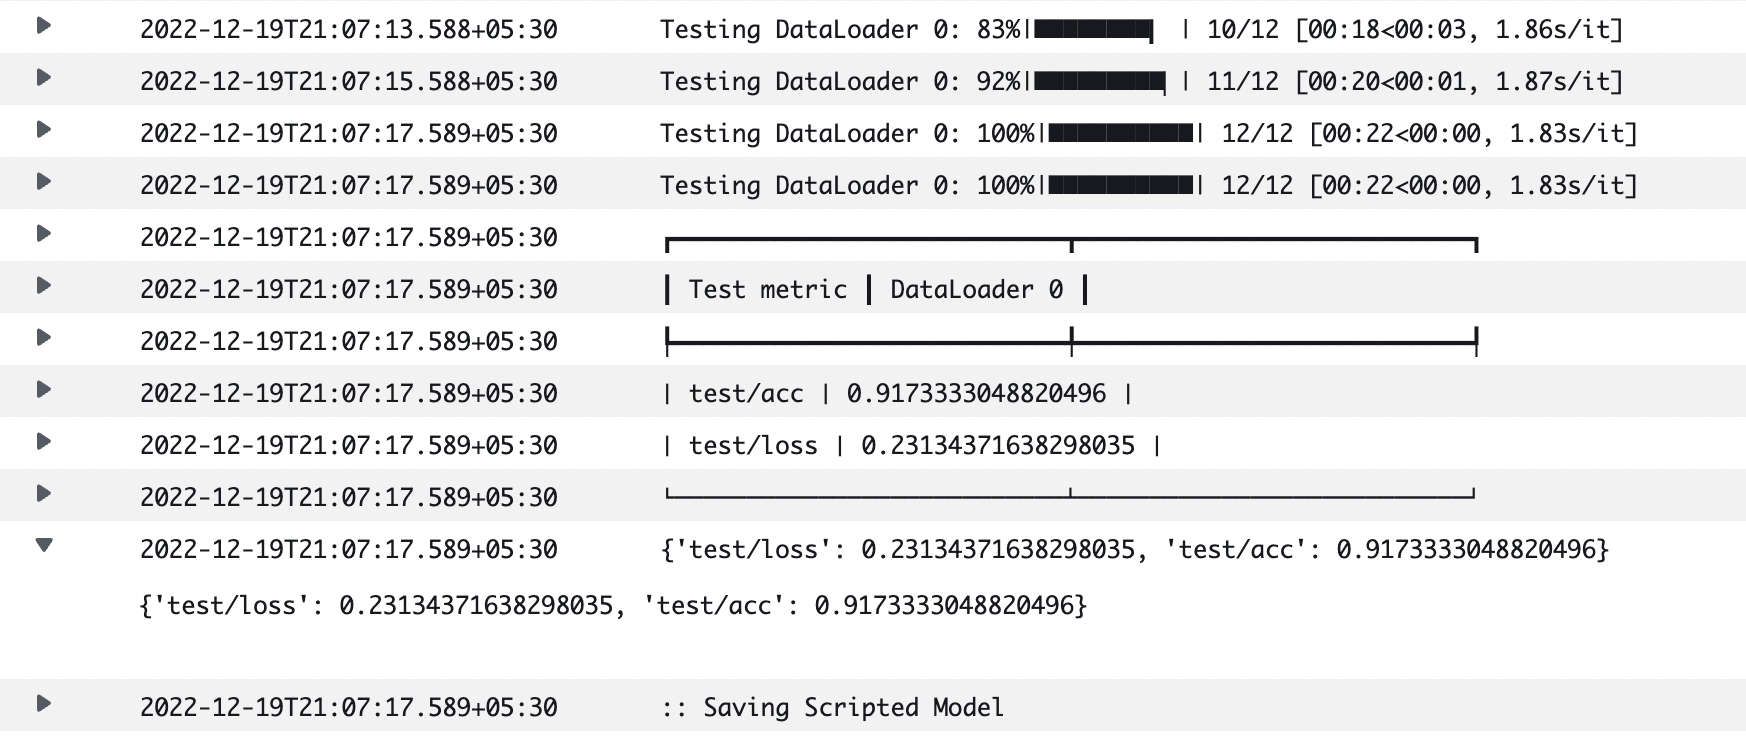 2022-12-19T21:07:13.588+05:30 Testing DataLoader 0: 83%|████████▎ | 10/12 [00:18<00:03, 1.86s/it]
2022-12-19T21:07:15.588+05:30 Testing DataLoader 0: 92%|█████████▏| 11/12 [00:20<00:01, 1.87s/it]
2022-12-19T21:07:17.589+05:30 Testing DataLoader 0: 100%|██████████| 12/12 [00:22<00:00, 1.83s/it]
2022-12-19T21:07:17.589+05:30 Testing DataLoader 0: 100%|██████████| 12/12 [00:22<00:00, 1.83s/it]
2022-12-19T21:07:17.589+05:30 ┏━━━━━━━━━━━━━━━━━━━━━━━━━━━┳━━━━━━━━━━━━━━━━━━━━━━━━━━━┓
2022-12-19T21:07:17.589+05:30 ┃ Test metric ┃ DataLoader 0 ┃
2022-12-19T21:07:17.589+05:30 ┡━━━━━━━━━━━━━━━━━━━━━━━━━━━╇━━━━━━━━━━━━━━━━━━━━━━━━━━━┩
2022-12-19T21:07:17.589+05:30 │ test/acc │ 0.9173333048820496 │
2022-12-19T21:07:17.589+05:30 │ test/loss │ 0.23134371638298035 │
2022-12-19T21:07:17.589+05:30 └───────────────────────────┴───────────────────────────┘
2022-12-19T21:07:17.589+05:30 {'test/loss': 0.23134371638298035, 'test/acc': 0.9173333048820496}
{'test/loss': 0.23134371638298035, 'test/acc': 0.9173333048820496}
2022-12-19T21:07:17.589+05:30 :: Saving Scripted Model